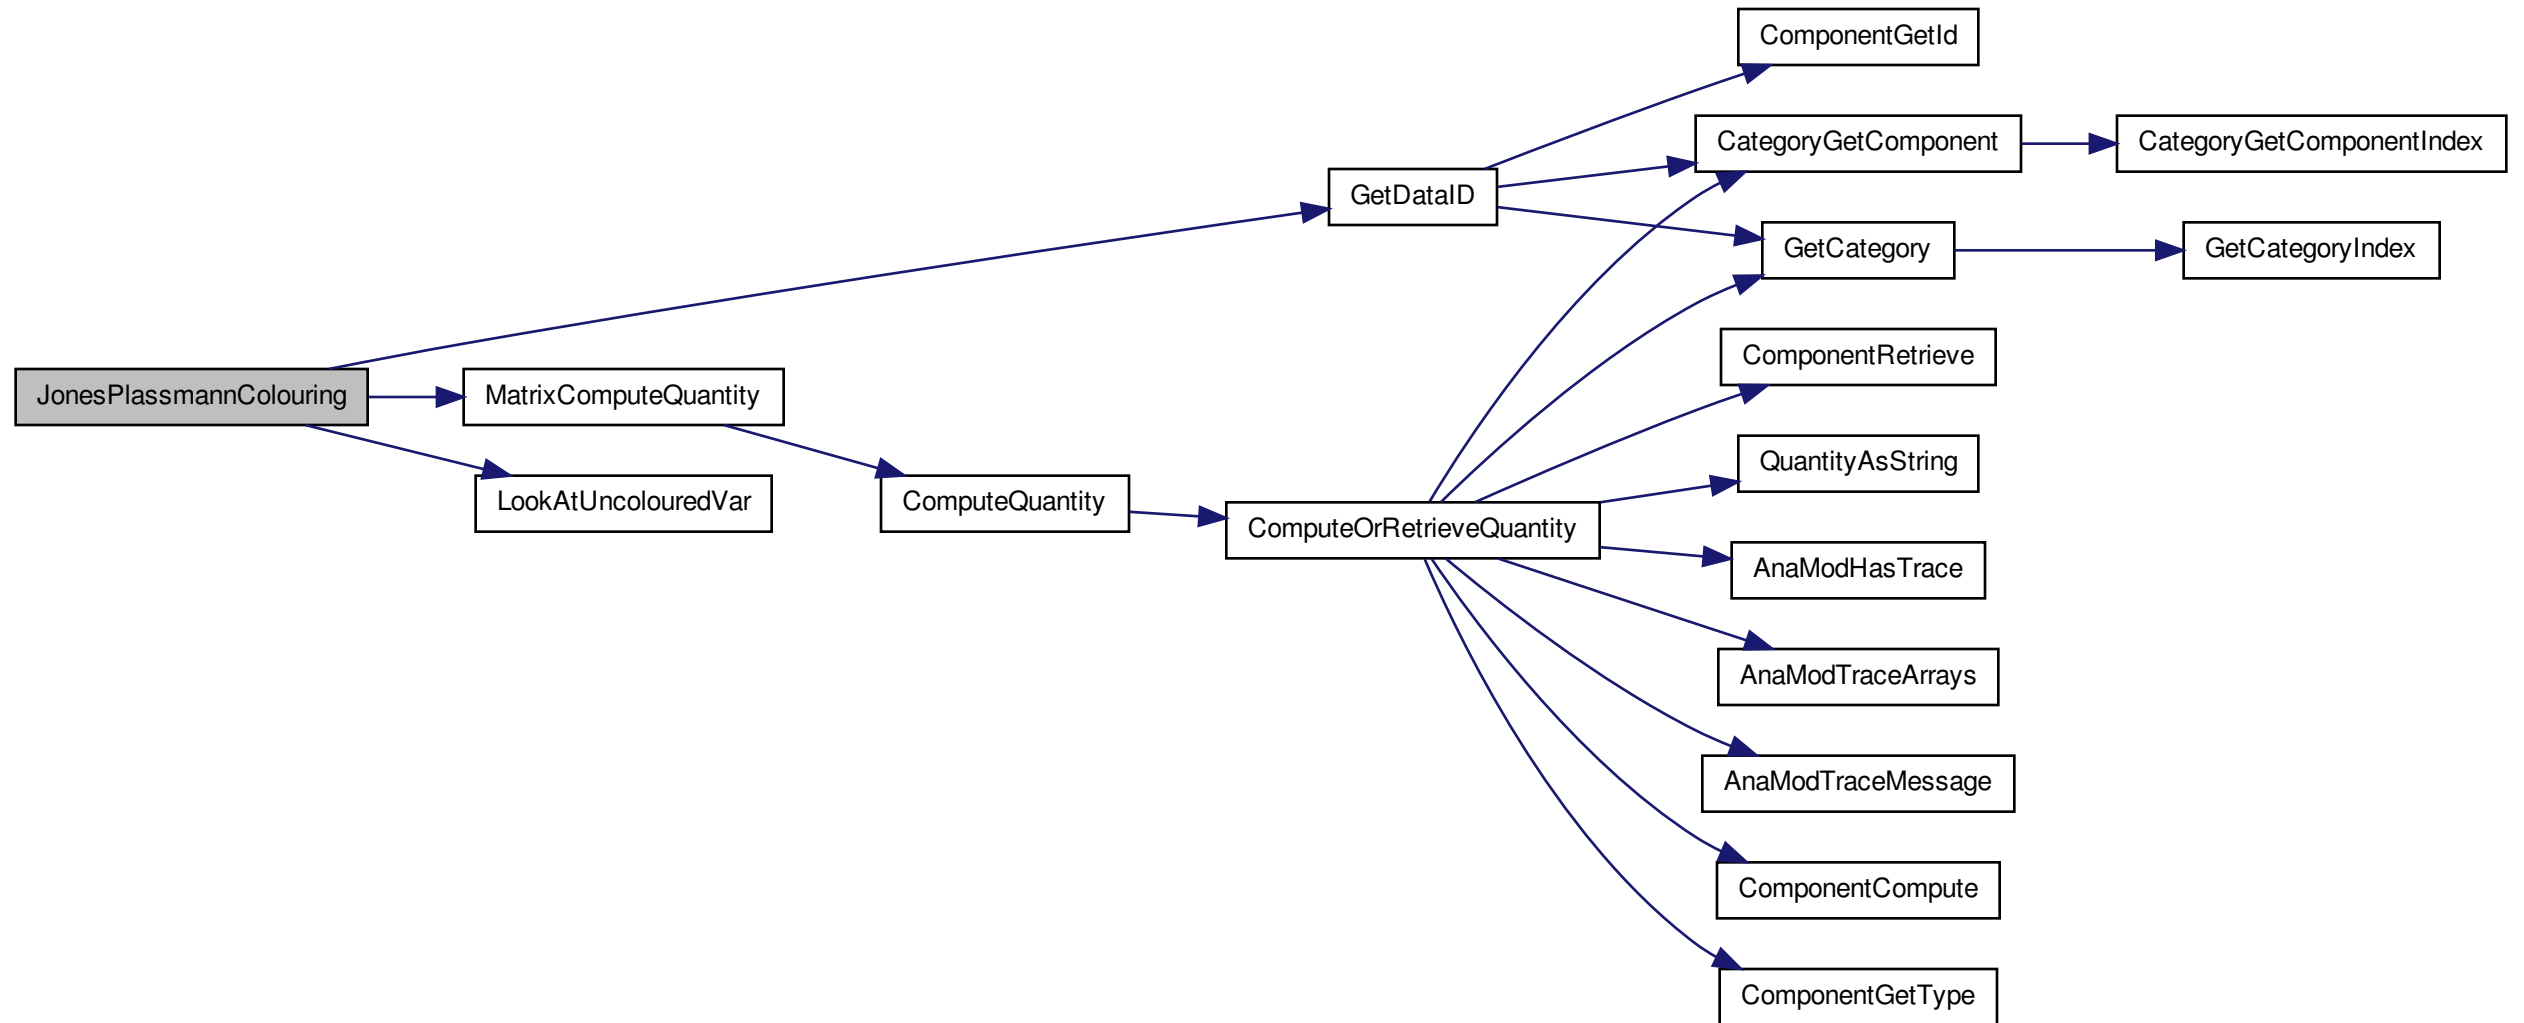 ComponentGetId
CategoryGetComponent
CategoryGetComponentIndex
GetDataID
GetCategory
GetCategoryIndex
ComponentRetrieve
JonesPlassmannColouring
MatrixComputeQuantity
QuantityAsString
LookAtUncolouredVar
ComputeQuantity
ComputeOrRetrieveQuantity
AnaModHasTrace
AnaModTraceArrays
AnaModTraceMessage
ComponentCompute
ComponentGetType